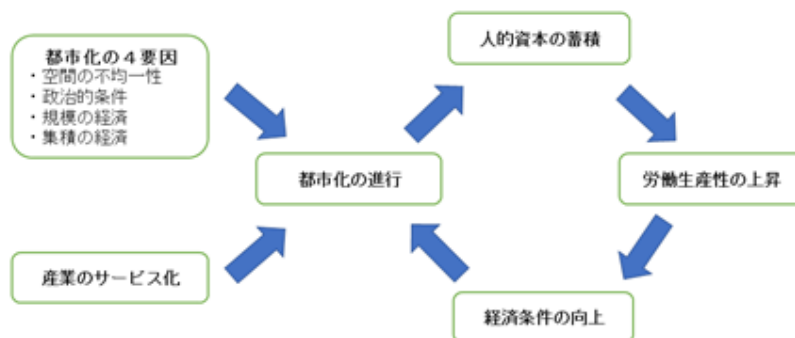 都市化の４要因
・空間の不均一性
・政治的条件
・規模の経済
・集積の経済
人的資本の蓄積
都市化の進行
労働生産性の上昇
産業のサービス化
経済条件の向上